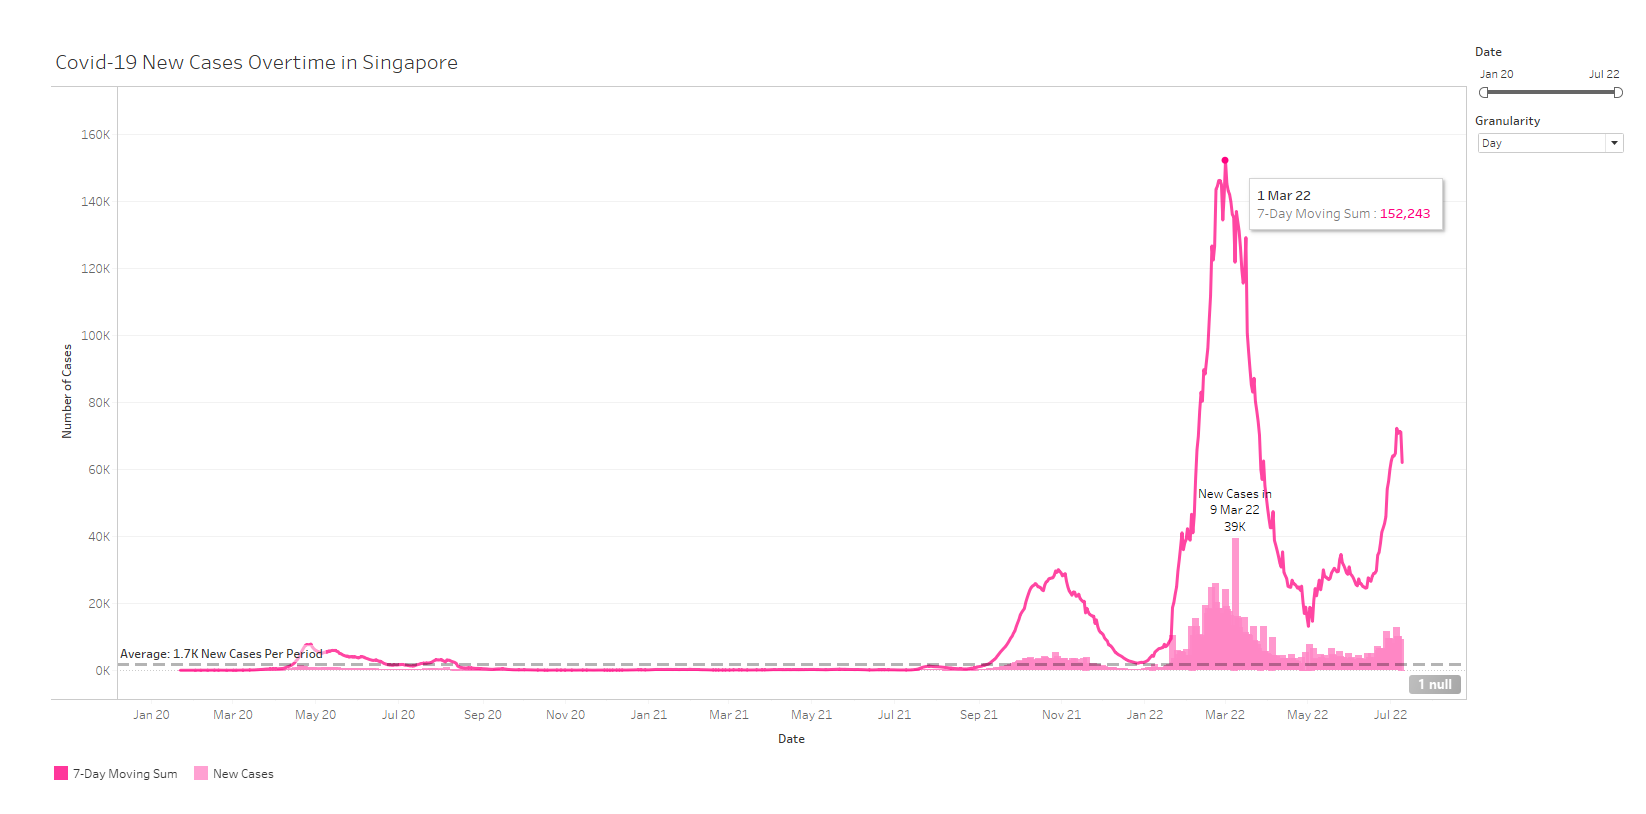 Covid-19 New Cases Overtime in Singapore
Date
Jan 20 Jul 22
Granularity
Day
160K
140K
120K
100K
80K
60K
40K
20K
0K
Number of Cases
1 Mar 22
7-Day Moving Sum : 152,243
New Cases in
9 Mar 22
39K
Average: 1.7K New Cases Per Period
1 null
Jan 20 Mar 20 May 20 Jul 20 Sep 20 Nov 20 Jan 21 Mar 21 May 21 Jul 21 Sep 21 Nov 21 Jan 22 Mar 22 May 22 Jul 22
Date
7-Day Moving Sum New Cases